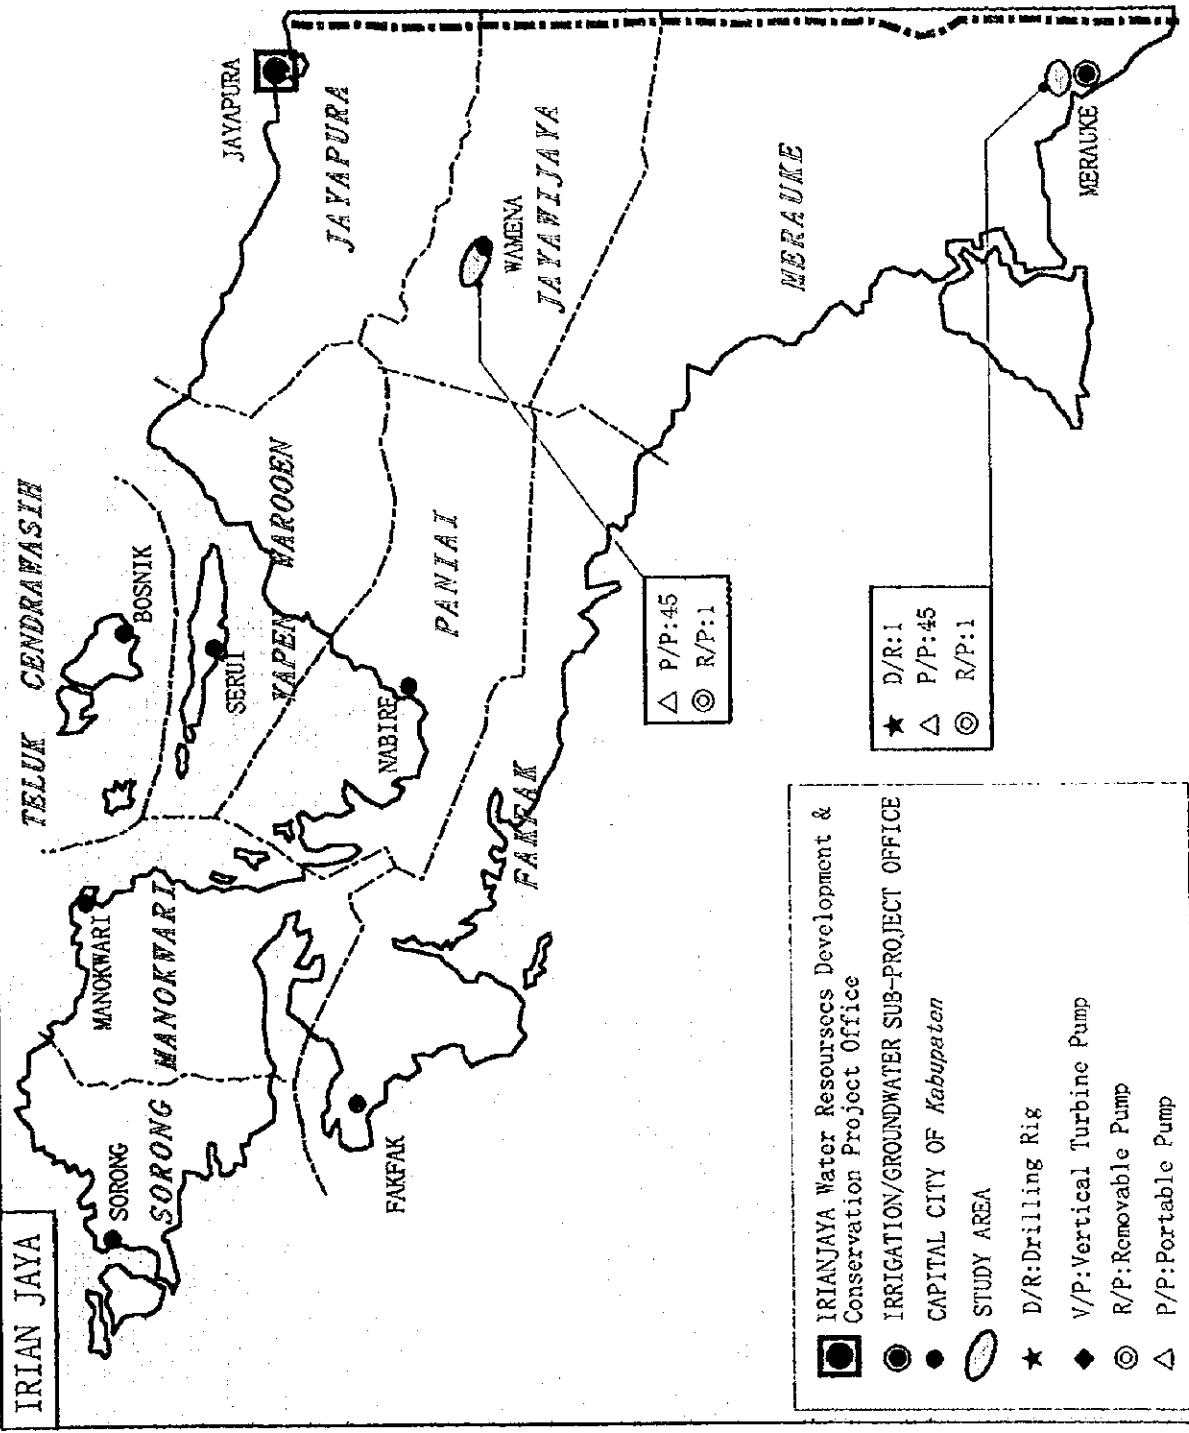 IRIAN JAYA
TELUK CENDRAWASIH
JAYAPURA
JAYAPURA
BOSNIK
SERUI
MANOKWARI
MANOKWARI
SORONG
SORONG
YAPEN WAROOEN
WAMENA
JAYAWIJAYA
NABIRE
PANIAI
FAKFAK
FAKFAK
MERAUKE
MERAUKE
△ P/P:45
◎ R/P:1
★ D/R:1
△ P/P:45
◎ R/P:1
IRIANJAYA Water Resoursecs Development &
Conservation Project Office
IRRIGATION/GROUNDWATER SUB-PROJECT OFFICE
CAPITAL CITY OF Kabupaten
STUDY AREA
★ D/R:Drilling Rig
◆ V/P:Vertical Turbine Pump
◎ R/P:Removable Pump
△ P/P:Portable Pump